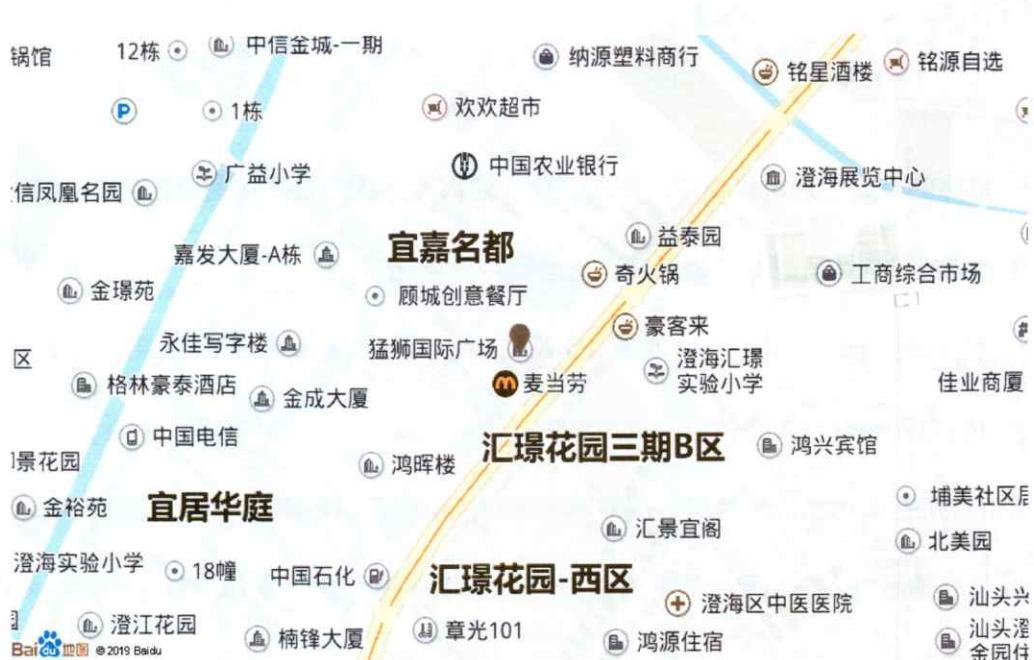 锅馆
12栋
中信金城-一期
纳源塑料商行
铭星酒楼
铭源自选
P
1栋
欢欢超市
广益小学
中国农业银行
澄海展览中心
信凤凰名园
宜嘉名都
益泰园
嘉发大厦-A栋
奇火锅
工商综合市场
金璟苑
顾城创意餐厅
豪客来
永佳写字楼
猛狮国际广场
区
澄海汇璟
实验小学
格林豪泰酒店
金成大厦
麦当劳
佳业商厦
中国电信
汇璟花园三期B区
鸿兴宾馆
景花园
鸿晖楼
金裕苑
宜居华庭
埔美社区居
汇景宜阁
北美园
澄海实验小学
18幢
中国石化
汇璟花园-西区
澄海区中医医院
汕头兴
澄江花园
楠锋大厦
章光101
鸿源住宿
汕头澄
金园住
Bai du 地图 © 2019 Baidu